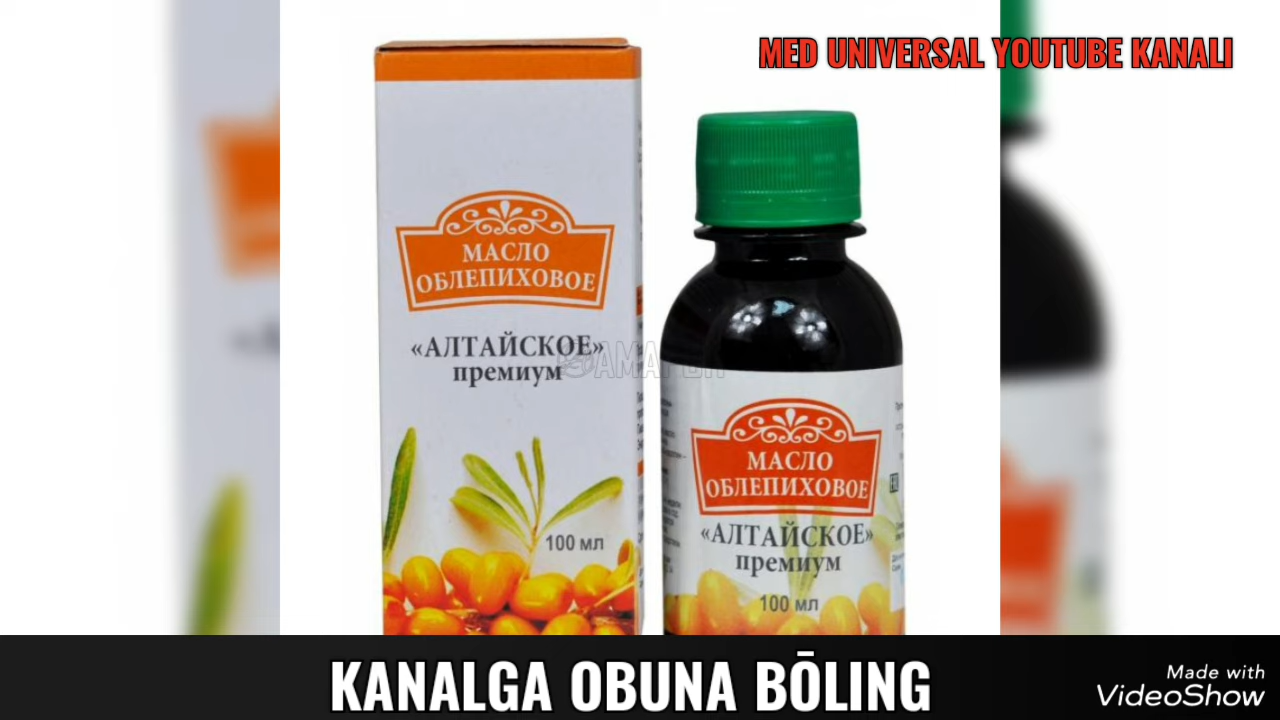 MED UNIVERSAL YOUTUBE KANALI
МАСЛО
ОБЛЕПИХОВОЕ
«АЛТАЙСКОЕ»
премиум
100 мл
МАСЛО
ОБЛЕПИХОВОЕ
«АЛТАЙСКОЕ»
премиум
100 мл
KANALGA OBUNA BŌLING
Made with
VideoShow